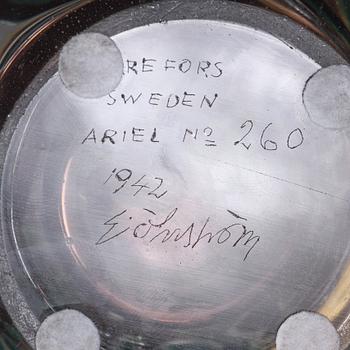 REFORS
SWEDEN
ARIEL Nº 260
1942
E. Öhrström